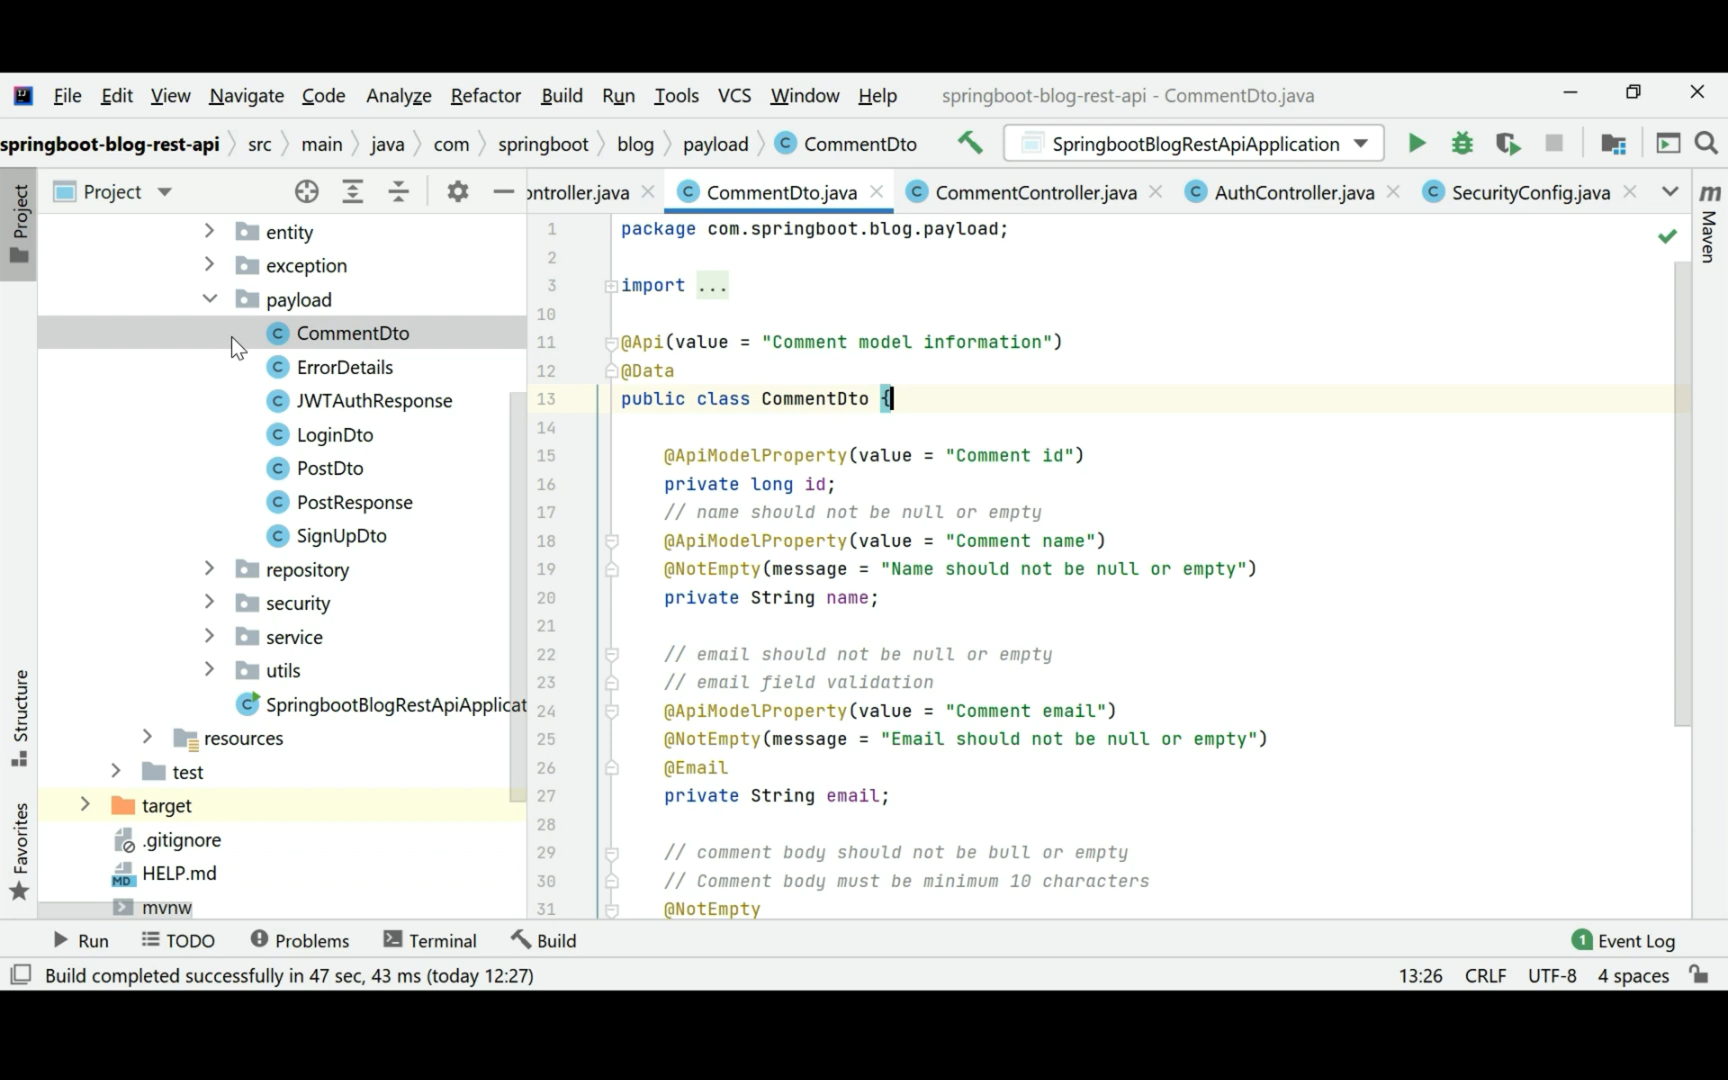 File Edit View Navigate Code Analyze Refactor Build Run Tools VCS Window Help springboot-blog-rest-api - CommentDto.java
springboot-blog-rest-api src main java com springboot blog payload CommentDto SpringbootBlogRestApiApplication
Project
ontroller.java CommentDto.java CommentController.java AuthController.java SecurityConfig.java
Project
Structure
Favorites
Maven
entity
exception
payload
CommentDto
ErrorDetails
JWTAuthResponse
LoginDto
PostDto
PostResponse
SignUpDto
repository
security
service
utils
SpringbootBlogRestApiApplicat
resources
test
target
.gitignore
HELP.md
mvnw
1 package com.springboot.blog.payload;
2
3 import ...
10
11 @Api(value = "Comment model information")
12 @Data
13 public class CommentDto {
14
15 @ApiModelProperty(value = "Comment id")
16 private long id;
17 // name should not be null or empty
18 @ApiModelProperty(value = "Comment name")
19 @NotEmpty(message = "Name should not be null or empty")
20 private String name;
21
22 // email should not be null or empty
23 // email field validation
24 @ApiModelProperty(value = "Comment email")
25 @NotEmpty(message = "Email should not be null or empty")
26 @Email
27 private String email;
28
29 // comment body should not be bull or empty
30 // Comment body must be minimum 10 characters
31 @NotEmpty
Run TODO Problems Terminal Build 1 Event Log
Build completed successfully in 47 sec, 43 ms (today 12:27) 13:26 CRLF UTF-8 4 spaces